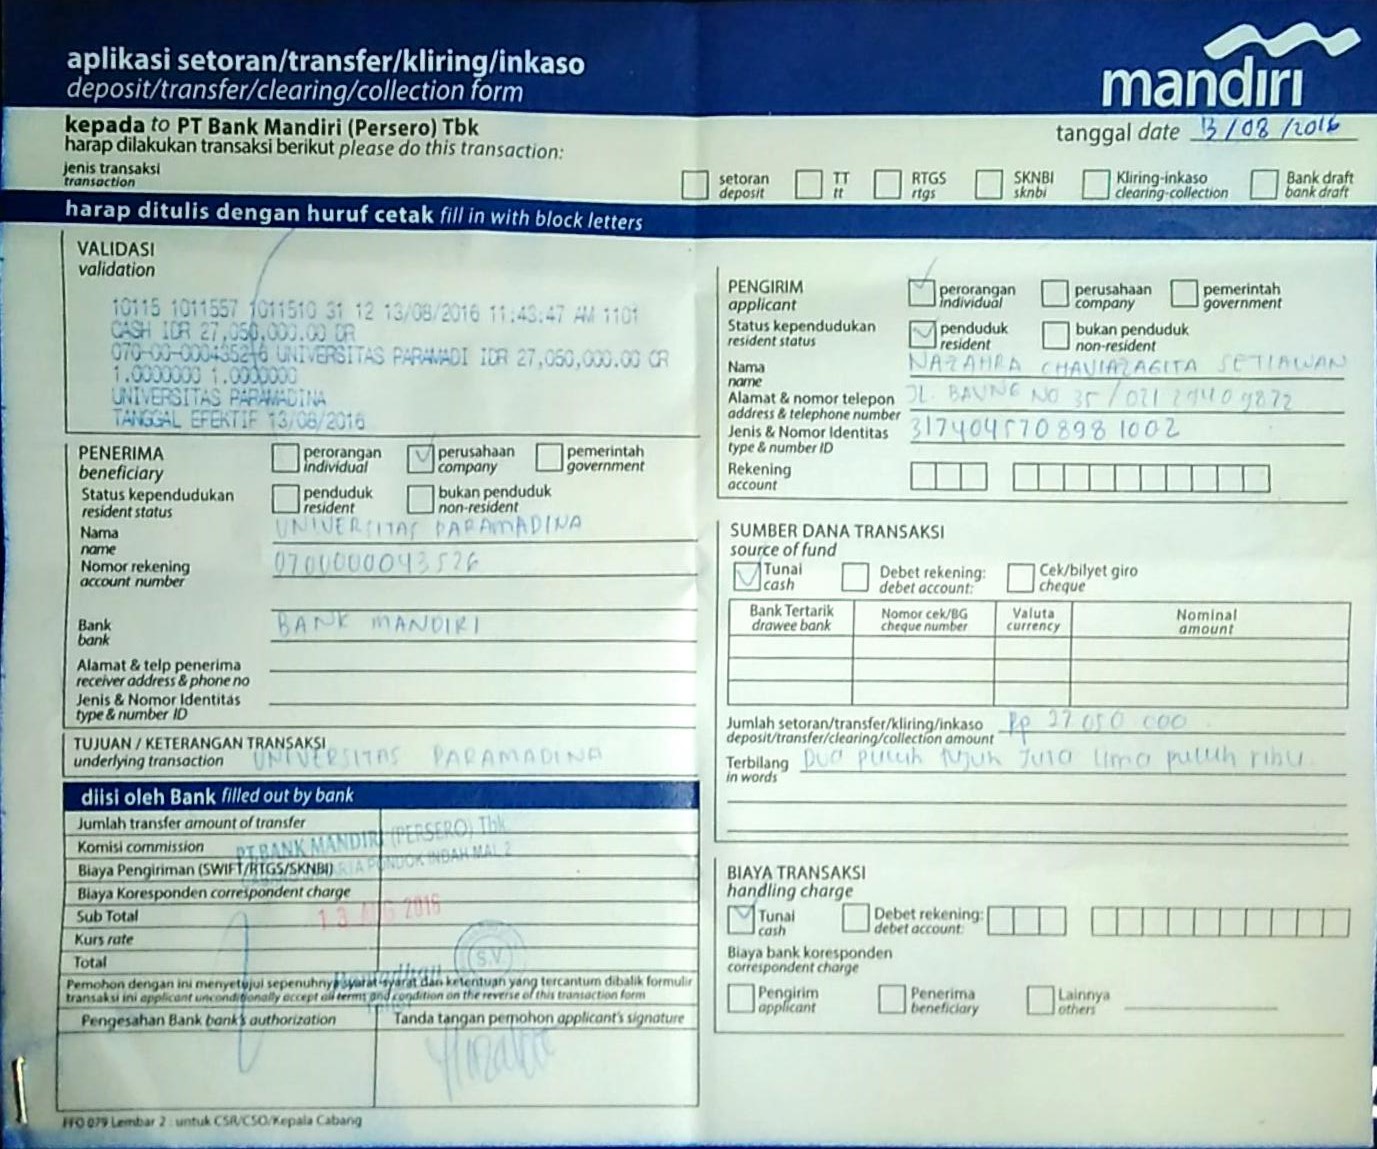 aplikasi setoran/transfer/kliring/inkaso
deposit/transfer/clearing/collection form
mandiri
kepada to PT Bank Mandiri (Persero) Tbk
harap dilakukan transaksi berikut please do this transaction:
tanggal date 13/08/2016
jenis transaksi
transaction
setoran
deposit
TT
tt
RTGS
rtgs
SKNBI
sknbi
Kliring-inkaso
clearing-collection
Bank draft
bank draft
harap ditulis dengan huruf cetak fill in with block letters
VALIDASI
validation
10115 1011557 1011510 31 12 13/08/2016 11:43:47 AM 1101
CASH IDR 27,050,000.00 DR
070-00-0004352-6 UNIVERSITAS PARAMADI IDR 27,050,000.00 CR
1.0000000 1.0000000
UNIVERSITAS PARAMADINA
TANGGAL EFEKTIF 13/08/2016
PENERIMA
beneficiary
perorangan
individual
perusahaan
company
pemerintah
government
Status kependudukan
resident status
penduduk
resident
bukan penduduk
non-resident
Nama
name
UNIVERSITAS PARAMADINA
Nomor rekening
account number
0700000043526
Bank
bank
BANK MANDIRI
Alamat & telp penerima
receiver address & phone no
Jenis & Nomor Identitas
type & number ID
TUJUAN / KETERANGAN TRANSAKSI
underlying transaction
UNIVERSITAS PARAMADINA
diisi oleh Bank filled out by bank
Jumlah transfer amount of transfer
Komisi commission
Biaya Pengiriman (SWIFT/RTGS/SKNBI)
Biaya Koresponden correspondent charge
Sub Total
Kurs rate
Total
PT.BANK MANDIRI (PERSERO) Tbk
PONDOK INDAH MAL 2
13 AUG 2016
S.V.
Pemohon dengan ini menyetujui sepenuhnya syarat-syarat dan ketentuan yang tercantum dibalik formulir
transaksi ini applicant unconditionally accept all terms and condition on the reverse of this transaction form
Pengesahan Bank bank's authorization
Tanda tangan pemohon applicant's signature
FFO 079 Lembar 2 : untuk CSR/CSO/Kepala Cabang
PENGIRIM
applicant
perorangan
individual
perusahaan
company
pemerintah
government
Status kependudukan
resident status
penduduk
resident
bukan penduduk
non-resident
Nama
name
NAZAHRA CHAVIAZAGITA SETIAWAN
Alamat & nomor telepon
address & telephone number
JL. BAUNG NO 35 / 021 29409872
Jenis & Nomor Identitas
type & number ID
3174045708981002
Rekening
account
SUMBER DANA TRANSAKSI
source of fund
Tunai
cash
Debet rekening:
debet account:
Cek/bilyet giro
cheque
Bank Tertarik
drawee bank
Nomor cek/BG
cheque number
Valuta
currency
Nominal
amount
Jumlah setoran/transfer/kliring/inkaso
deposit/transfer/clearing/collection amount
Rp 27 050 000
Terbilang
in words
Dua puluh tujuh juta lima puluh ribu
BIAYA TRANSAKSI
handling charge
Tunai
cash
Debet rekening:
debet account:
Biaya bank koresponden
correspondent charge
Pengirim
applicant
Penerima
beneficiary
Lainnya
others